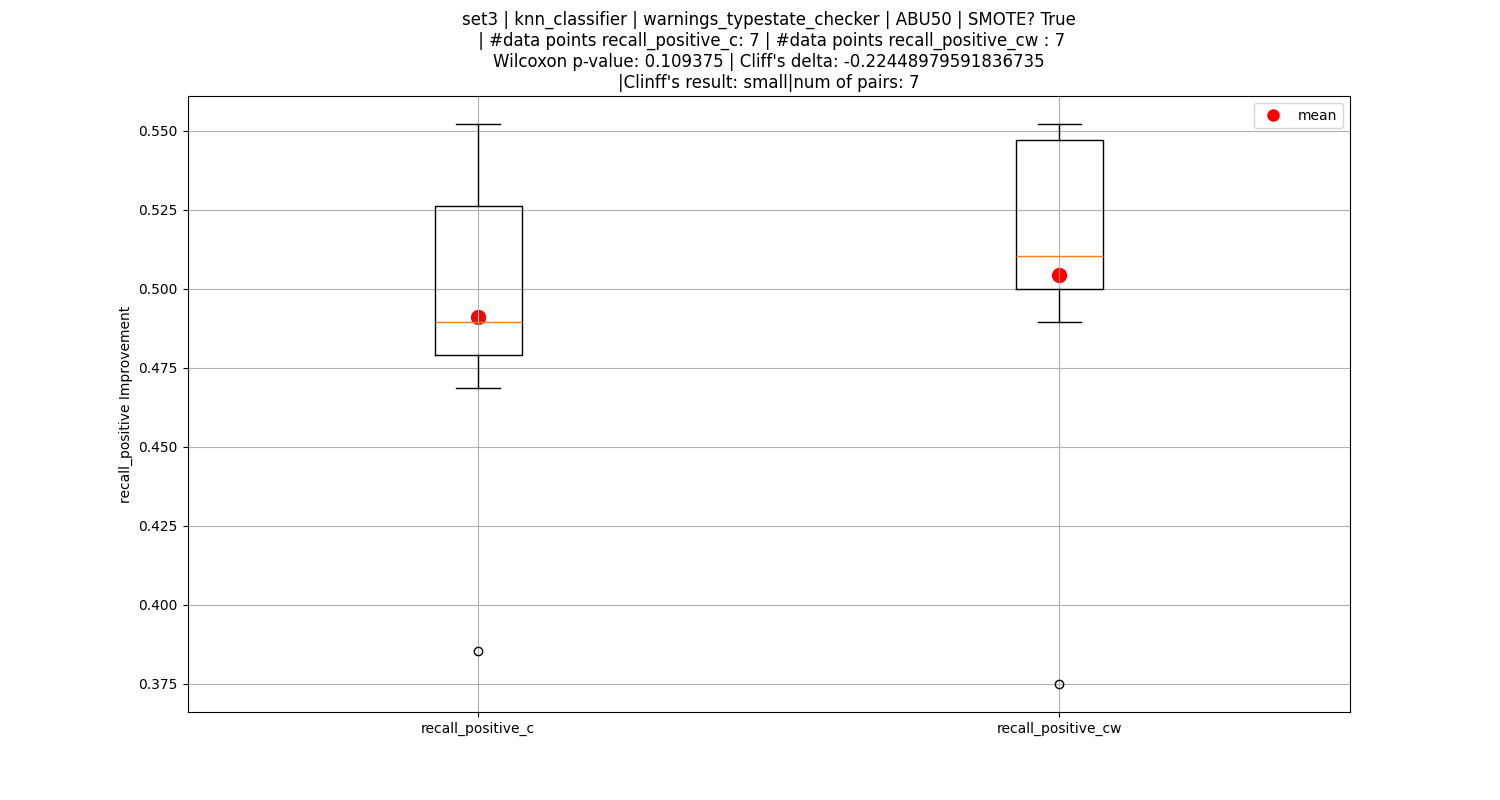 set3 | knn_classifier | warnings_typestate_checker | ABU50 | SMOTE? True
| #data points recall_positive_c: 7 | #data points recall_positive_cw : 7
Wilcoxon p-value: 0.109375 | Cliff's delta: -0.22448979591836735
|Clinff's result: small|num of pairs: 7
mean
0.550
0.525
0.500
0.475
0.450
0.425
0.400
0.375
recall_positive Improvement
recall_positive_c
recall_positive_cw